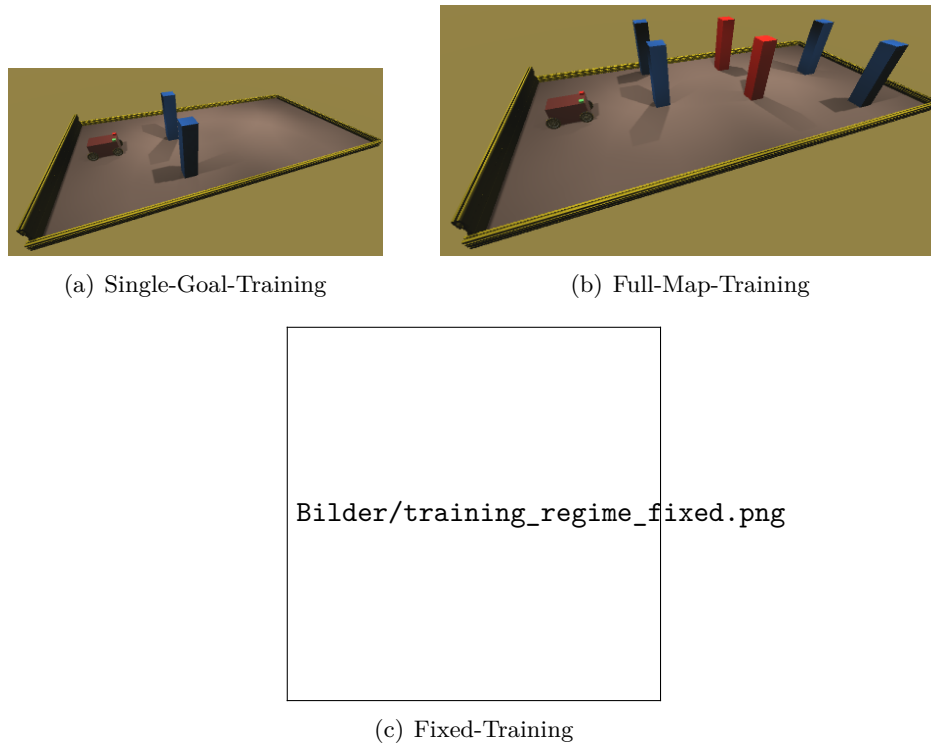 (a) Single-Goal-Training
(b) Full-Map-Training
Bilder/training_regime_fixed.png
(c) Fixed-Training